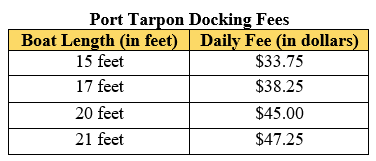 Port Tarpon Docking Fees
Boat Length (in feet) Daily Fee (in dollars)
15 feet $33.75
17 feet $38.25
20 feet $45.00
21 feet $47.25